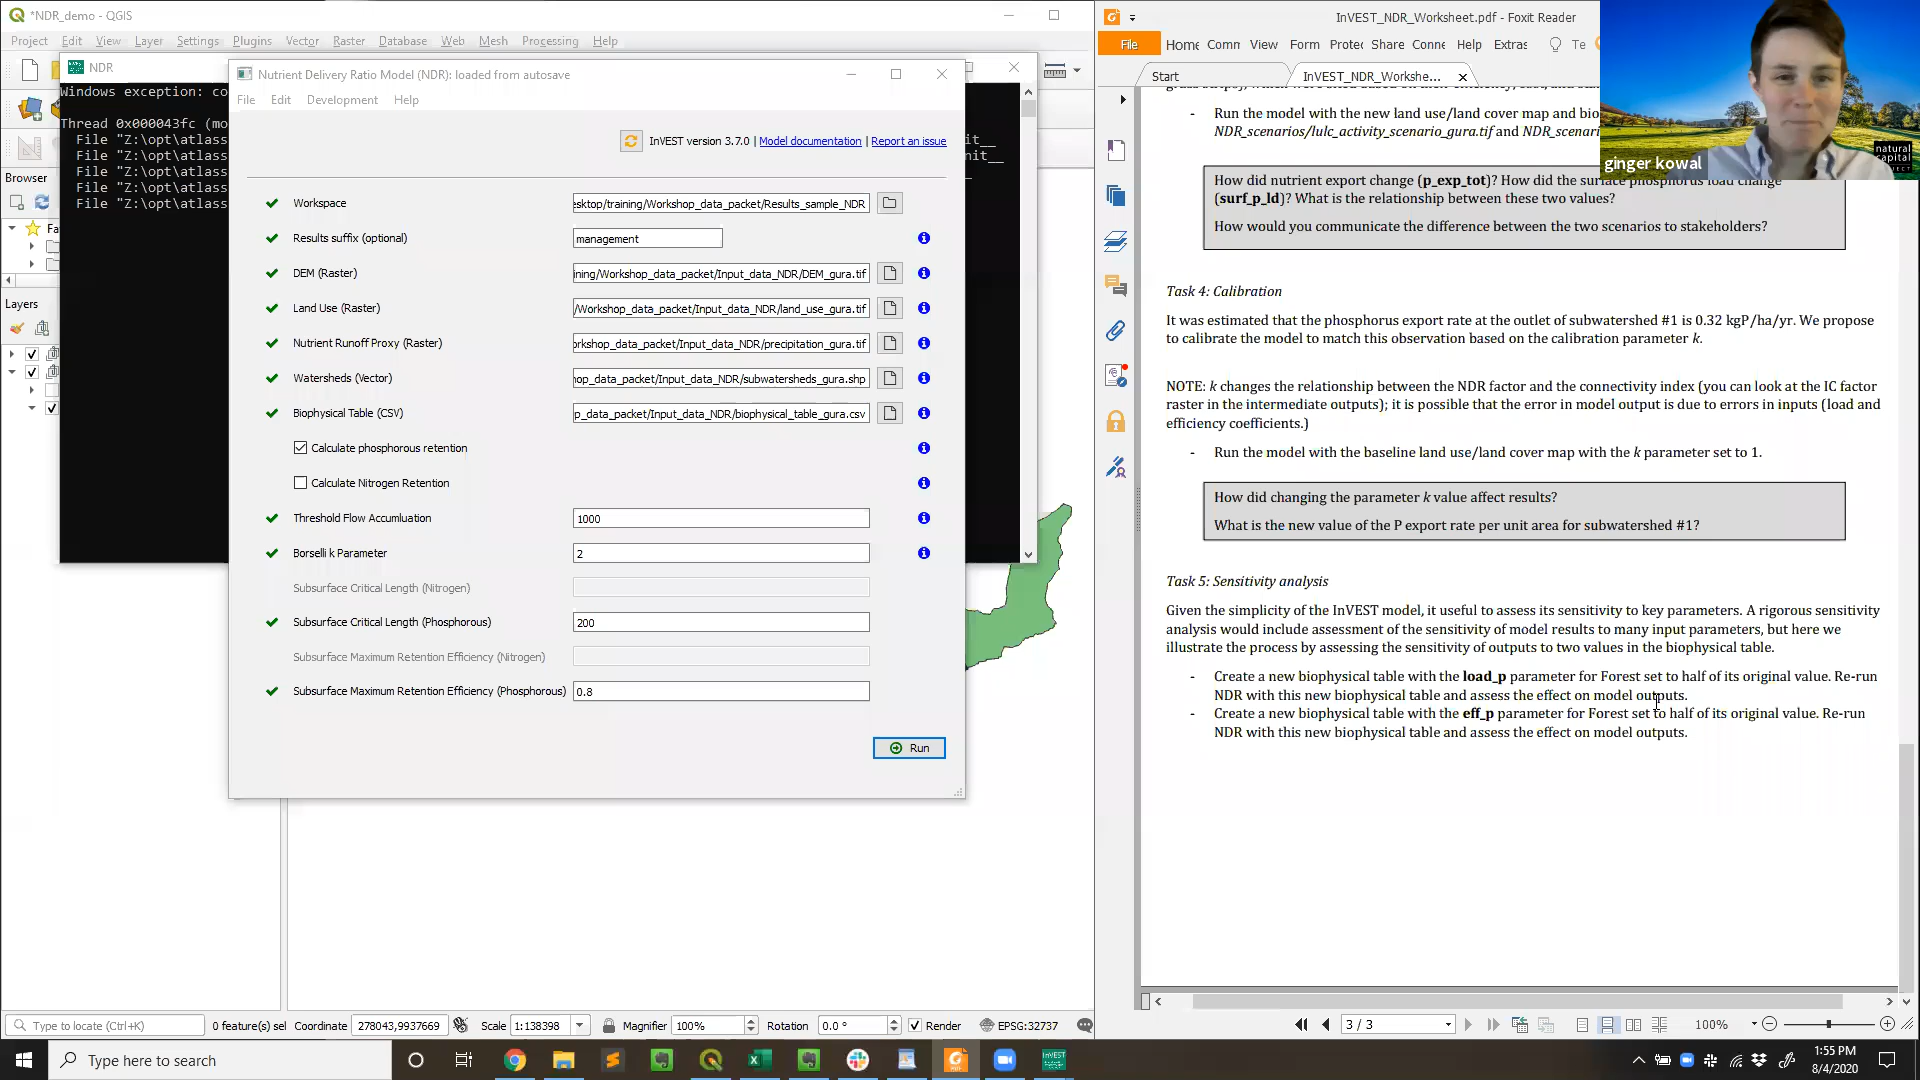 *NDR_demo - QGIS
Project Edit View Layer Settings Plugins Vector Raster Database Web Mesh Processing Help
NDR
Windows exception: co
Thread 0x000043fc (mo
File "Z:\opt\atlass
File "Z:\opt\atlass
File "Z:\opt\atlass
File "Z:\opt\atlass
File "Z:\opt\atlass
it__
nit__
Browser
Fa
Layers
Nutrient Delivery Ratio Model (NDR): loaded from autosave
File Edit Development Help
InVEST version 3.7.0 | Model documentation | Report an issue
Workspace
esktop/training/Workshop_data_packet/Results_sample_NDR
Results suffix (optional)
management
DEM (Raster)
ining/Workshop_data_packet/Input_data_NDR/DEM_gura.tif
Land Use (Raster)
/Workshop_data_packet/Input_data_NDR/land_use_gura.tif
Nutrient Runoff Proxy (Raster)
orkshop_data_packet/Input_data_NDR/precipitation_gura.tif
Watersheds (Vector)
hop_data_packet/Input_data_NDR/subwatersheds_gura.shp
Biophysical Table (CSV)
p_data_packet/Input_data_NDR/biophysical_table_gura.csv
Calculate phosphorous retention
Calculate Nitrogen Retention
Threshold Flow Accumluation
1000
Borselli k Parameter
2
Subsurface Critical Length (Nitrogen)
Subsurface Critical Length (Phosphorous)
200
Subsurface Maximum Retention Efficiency (Nitrogen)
Subsurface Maximum Retention Efficiency (Phosphorous)
0.8
Run
Type to locate (Ctrl+K)
0 feature(s) sel
Coordinate 278043,9937669
Scale 1:138398
Magnifier 100%
Rotation 0.0 °
Render
EPSG:32737
InVEST_NDR_Worksheet.pdf - Foxit Reader
File Home Comm View Form Protec Share Conne Help Extras Te
Start
InVEST_NDR_Workshe...
- Run the model with the new land use/land cover map and bio
NDR_scenarios/lulc_activity_scenario_gura.tif and NDR_scenari
How did nutrient export change (p_exp_tot)? How did the surface phosphorus load change
(surf_p_ld)? What is the relationship between these two values?
How would you communicate the difference between the two scenarios to stakeholders?
Task 4: Calibration
It was estimated that the phosphorus export rate at the outlet of subwatershed #1 is 0.32 kgP/ha/yr. We propose
to calibrate the model to match this observation based on the calibration parameter k.
NOTE: k changes the relationship between the NDR factor and the connectivity index (you can look at the IC factor
raster in the intermediate outputs); it is possible that the error in model output is due to errors in inputs (load and
efficiency coefficients.)
- Run the model with the baseline land use/land cover map with the k parameter set to 1.
How did changing the parameter k value affect results?
What is the new value of the P export rate per unit area for subwatershed #1?
Task 5: Sensitivity analysis
Given the simplicity of the InVEST model, it useful to assess its sensitivity to key parameters. A rigorous sensitivity
analysis would include assessment of the sensitivity of model results to many input parameters, but here we
illustrate the process by assessing the sensitivity of outputs to two values in the biophysical table.
- Create a new biophysical table with the load_p parameter for Forest set to half of its original value. Re-run
NDR with this new biophysical table and assess the effect on model outputs.
- Create a new biophysical table with the eff_p parameter for Forest set to half of its original value. Re-run
NDR with this new biophysical table and assess the effect on model outputs.
3 / 3
100%
ginger kowal
natural
capital
Type here to search
InVEST
1:55 PM
8/4/2020